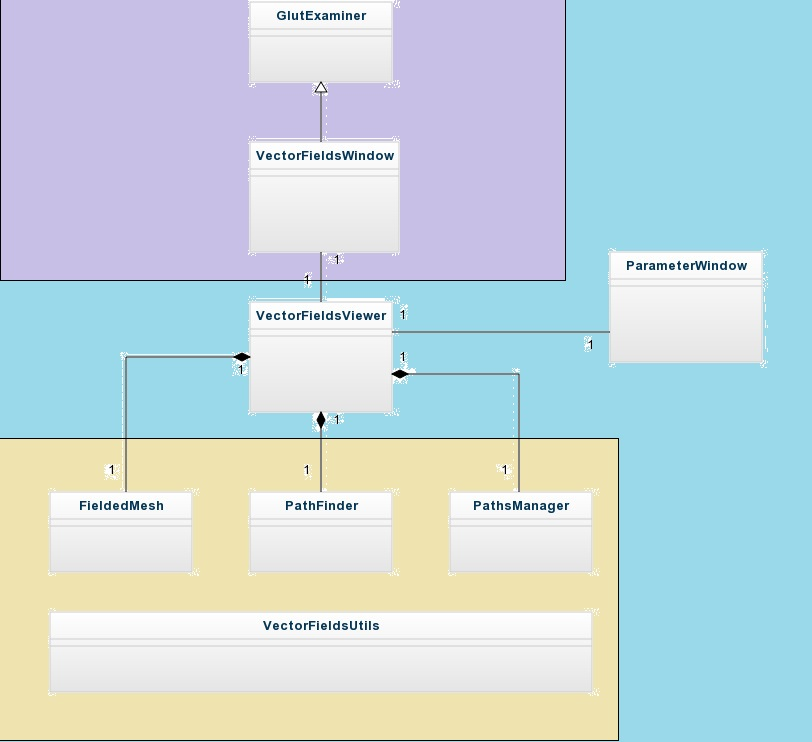 GlutExaminer
VectorFieldsWindow
1
ParameterWindow
1
VectorFieldsViewer
1
1
1
1
1
1
1
1
FieldedMesh
PathFinder
PathsManager
VectorFieldsUtils